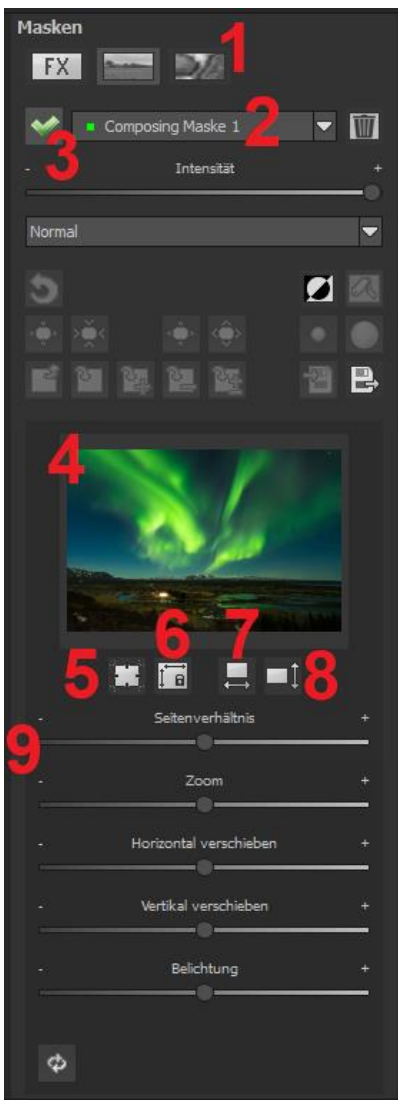 Masken
1
FX
Composing Maske 1
2
3
- Intensität +
Normal
4
5
6
7
8
9
- Seitenverhältnis +
- Zoom +
- Horizontal verschieben +
- Vertikal verschieben +
- Belichtung +